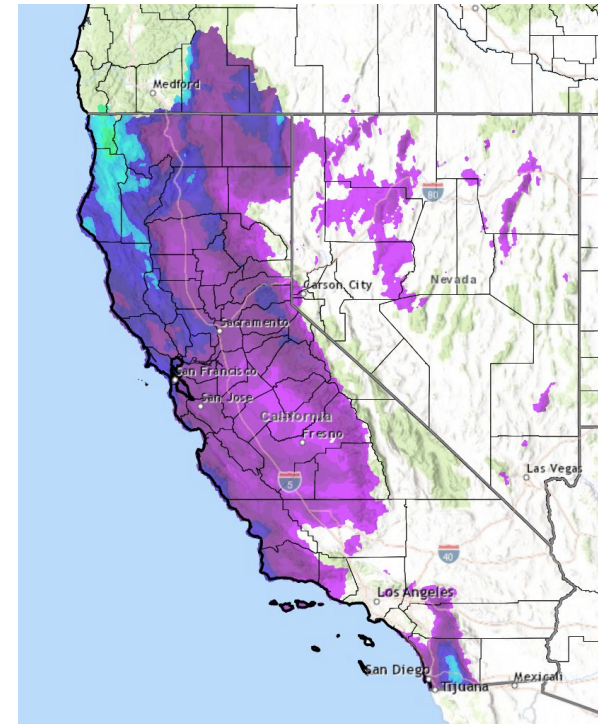 Medford
80
Carson City
Nevada
Sacramento
San Francisco
San Jose
California
Fresno
5
Las Vegas
40
Los Angeles
San Diego
Mexicali
Tijuana